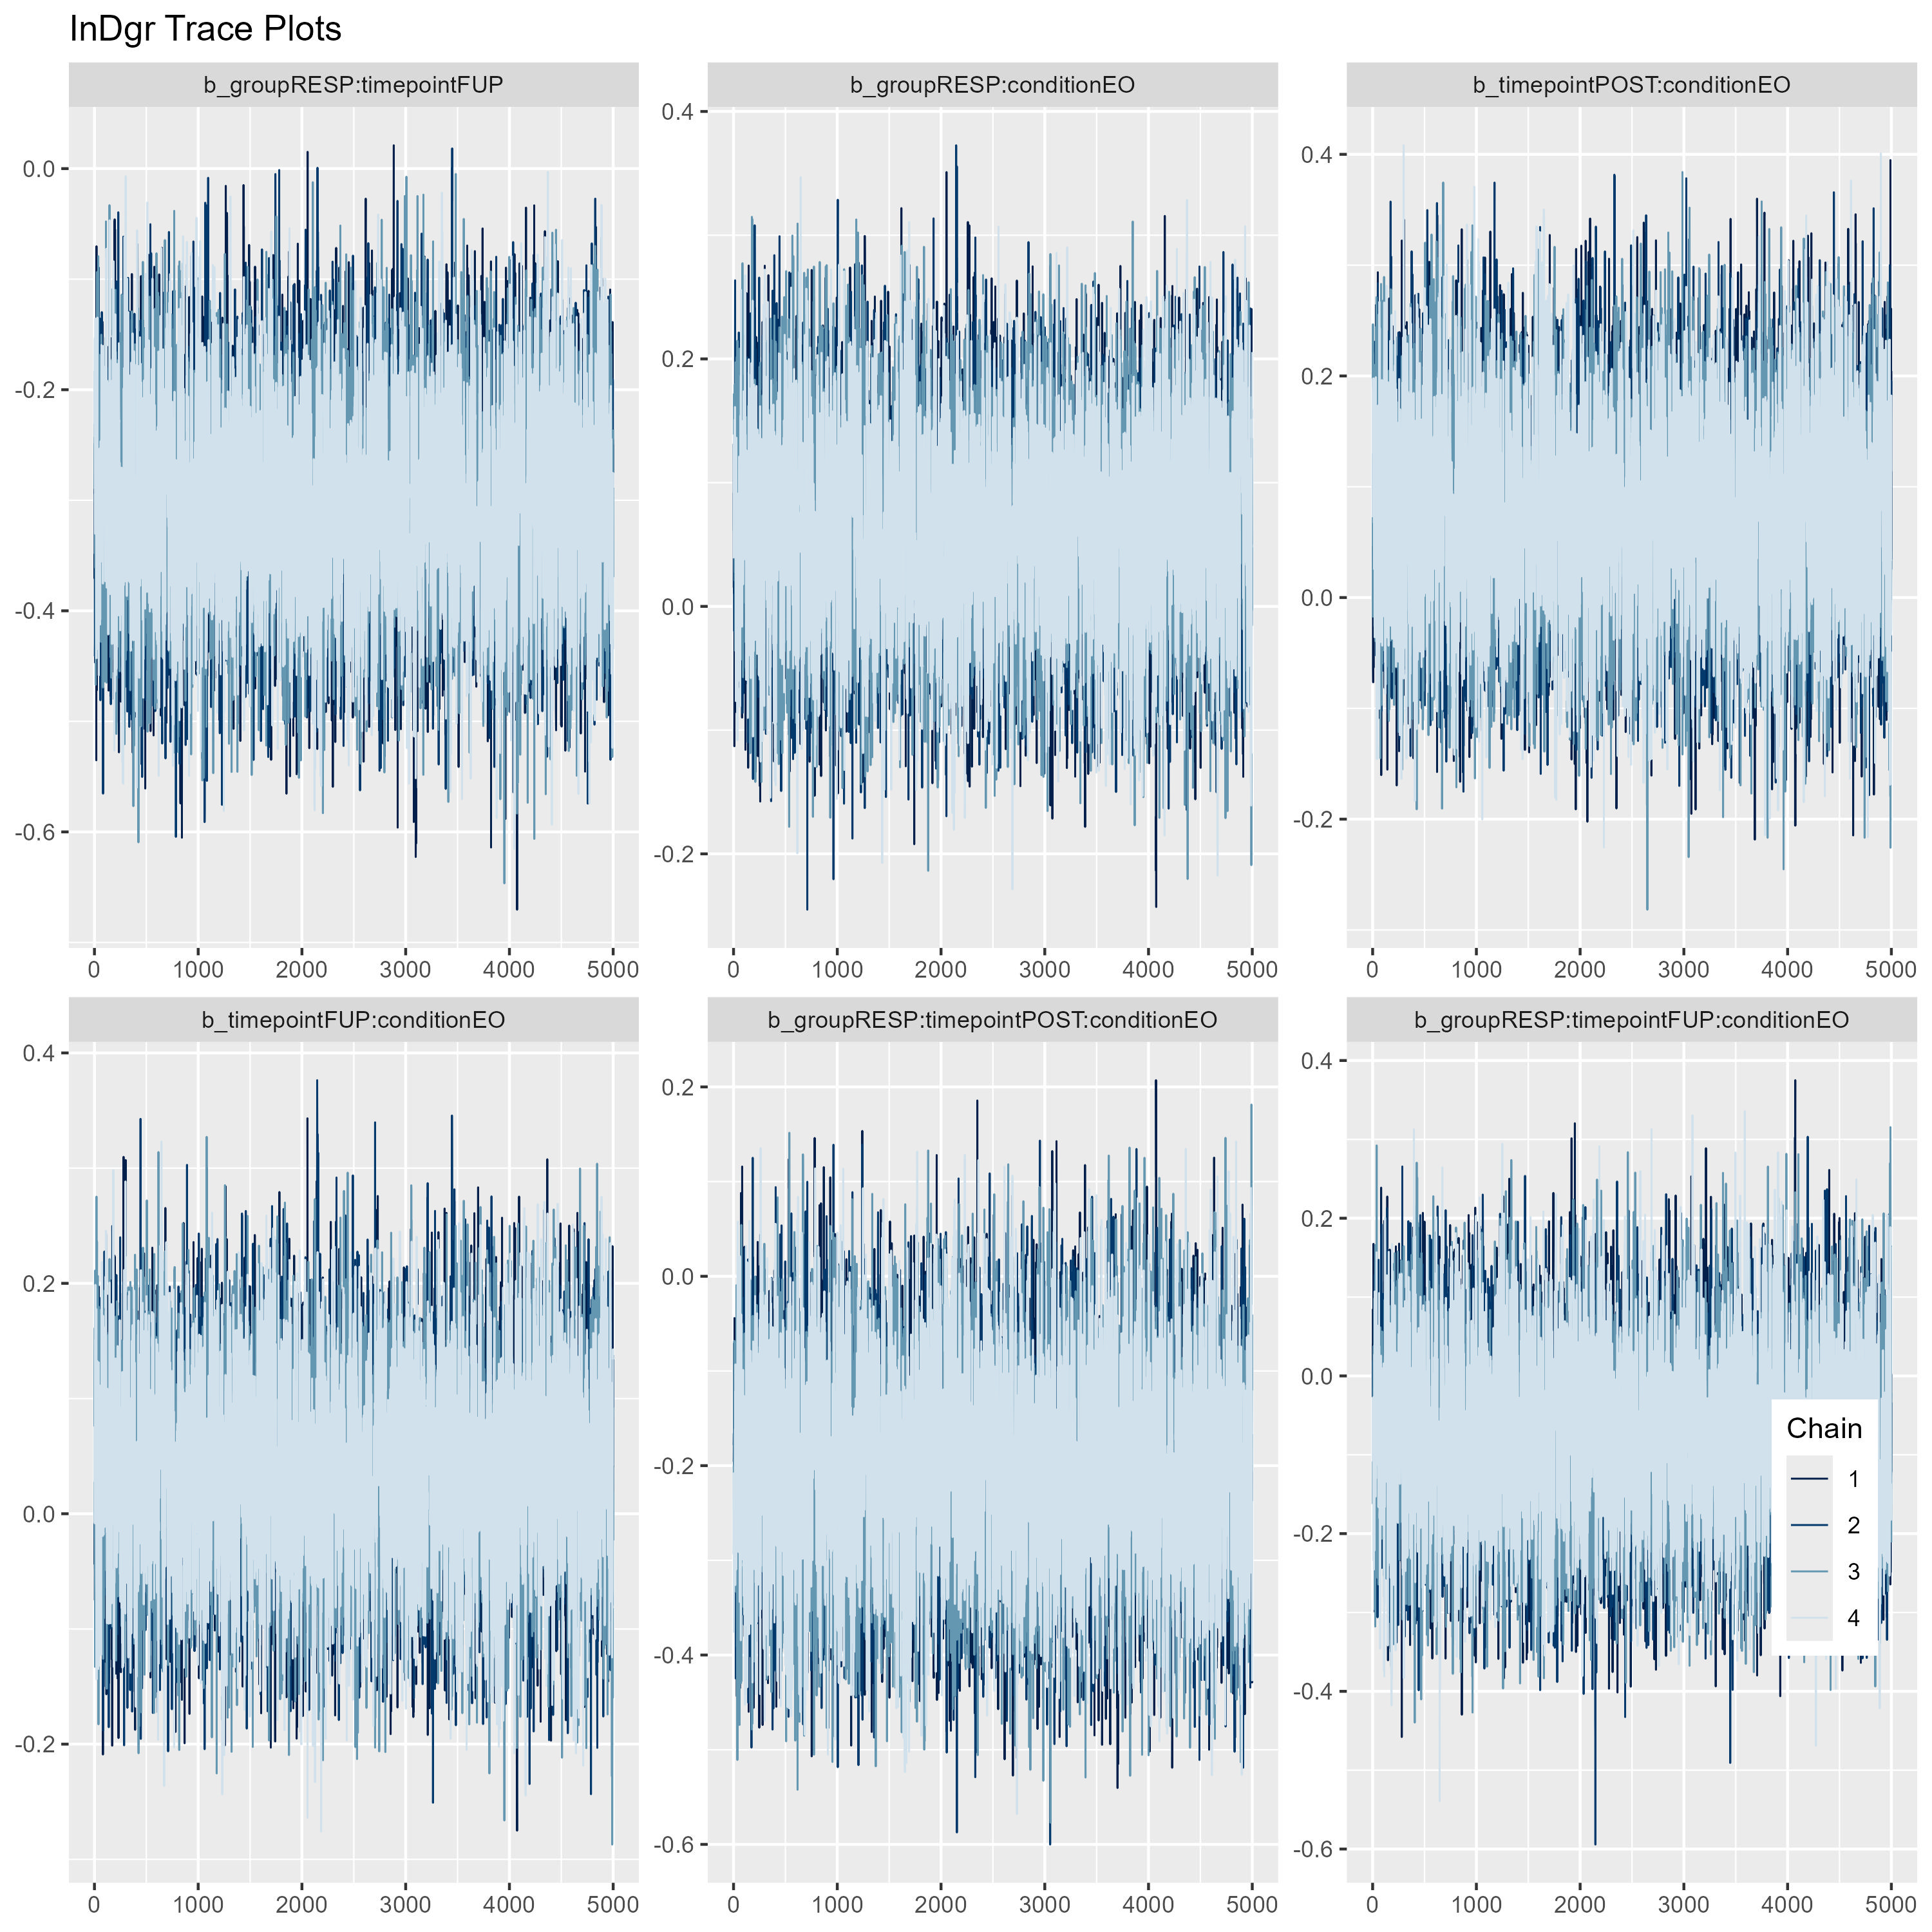 InDgr Trace Plots
b_groupRESP:timepointFUP
b_groupRESP:conditionEO
b_timepointPOST:conditionEO
0.0
-0.2
-0.4
-0.6
0.4
0.2
0.0
-0.2
0.4
0.2
0.0
-0.2
0 1000 2000 3000 4000 5000
0 1000 2000 3000 4000 5000
0 1000 2000 3000 4000 5000
b_timepointFUP:conditionEO
b_groupRESP:timepointPOST:conditionEO
b_groupRESP:timepointFUP:conditionEO
0.4
0.2
0.0
-0.2
0.2
0.0
-0.2
-0.4
-0.6
0.4
0.2
0.0
-0.2
-0.4
-0.6
Chain
1
2
3
4
0 1000 2000 3000 4000 5000
0 1000 2000 3000 4000 5000
0 1000 2000 3000 4000 5000